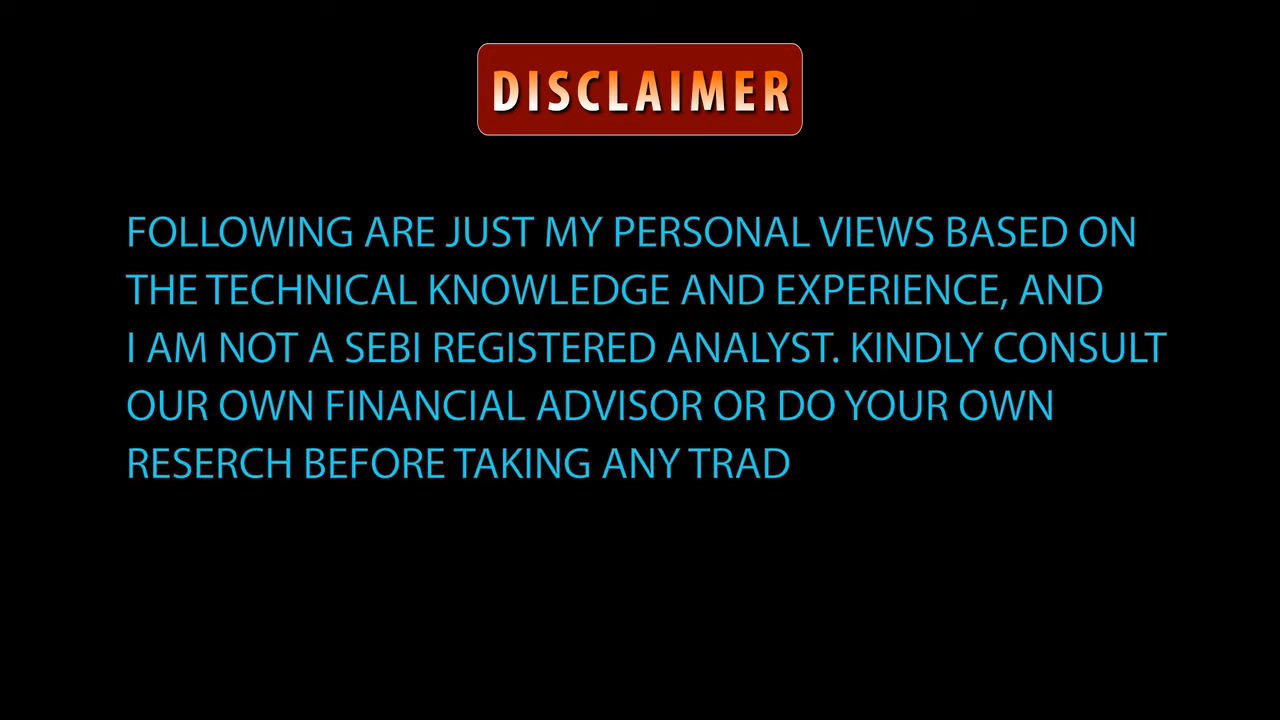 DISCLAIMER
FOLLOWING ARE JUST MY PERSONAL VIEWS BASED ON
THE TECHNICAL KNOWLEDGE AND EXPERIENCE, AND
I AM NOT A SEBI REGISTERED ANALYST. KINDLY CONSULT
OUR OWN FINANCIAL ADVISOR OR DO YOUR OWN
RESERCH BEFORE TAKING ANY TRAD